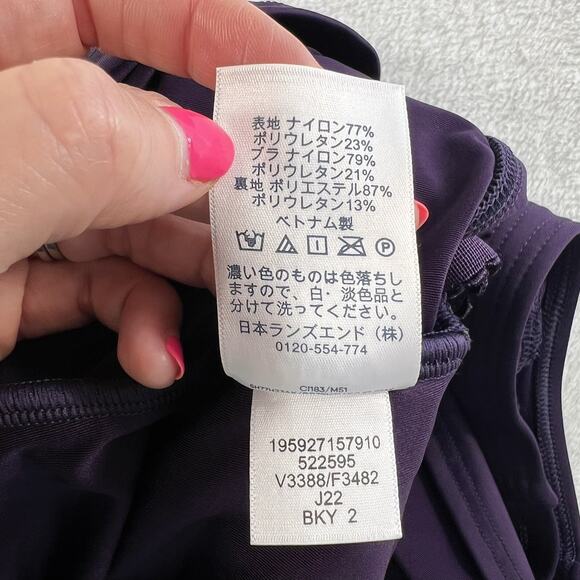 表地 ナイロン77%
ポリウレタン23%
ブラ ナイロン79%
ポリウレタン21%
裏地 ポリエステル87%
ポリウレタン13%
ベトナム製
P
濃い色のものは色落ちし
ますので、白・淡色品と
分けて洗ってください。
日本ランズエンド（株）
0120-554-774
CI183/M51
195927157910
522595
V3388/F3482
J22
BKY 2